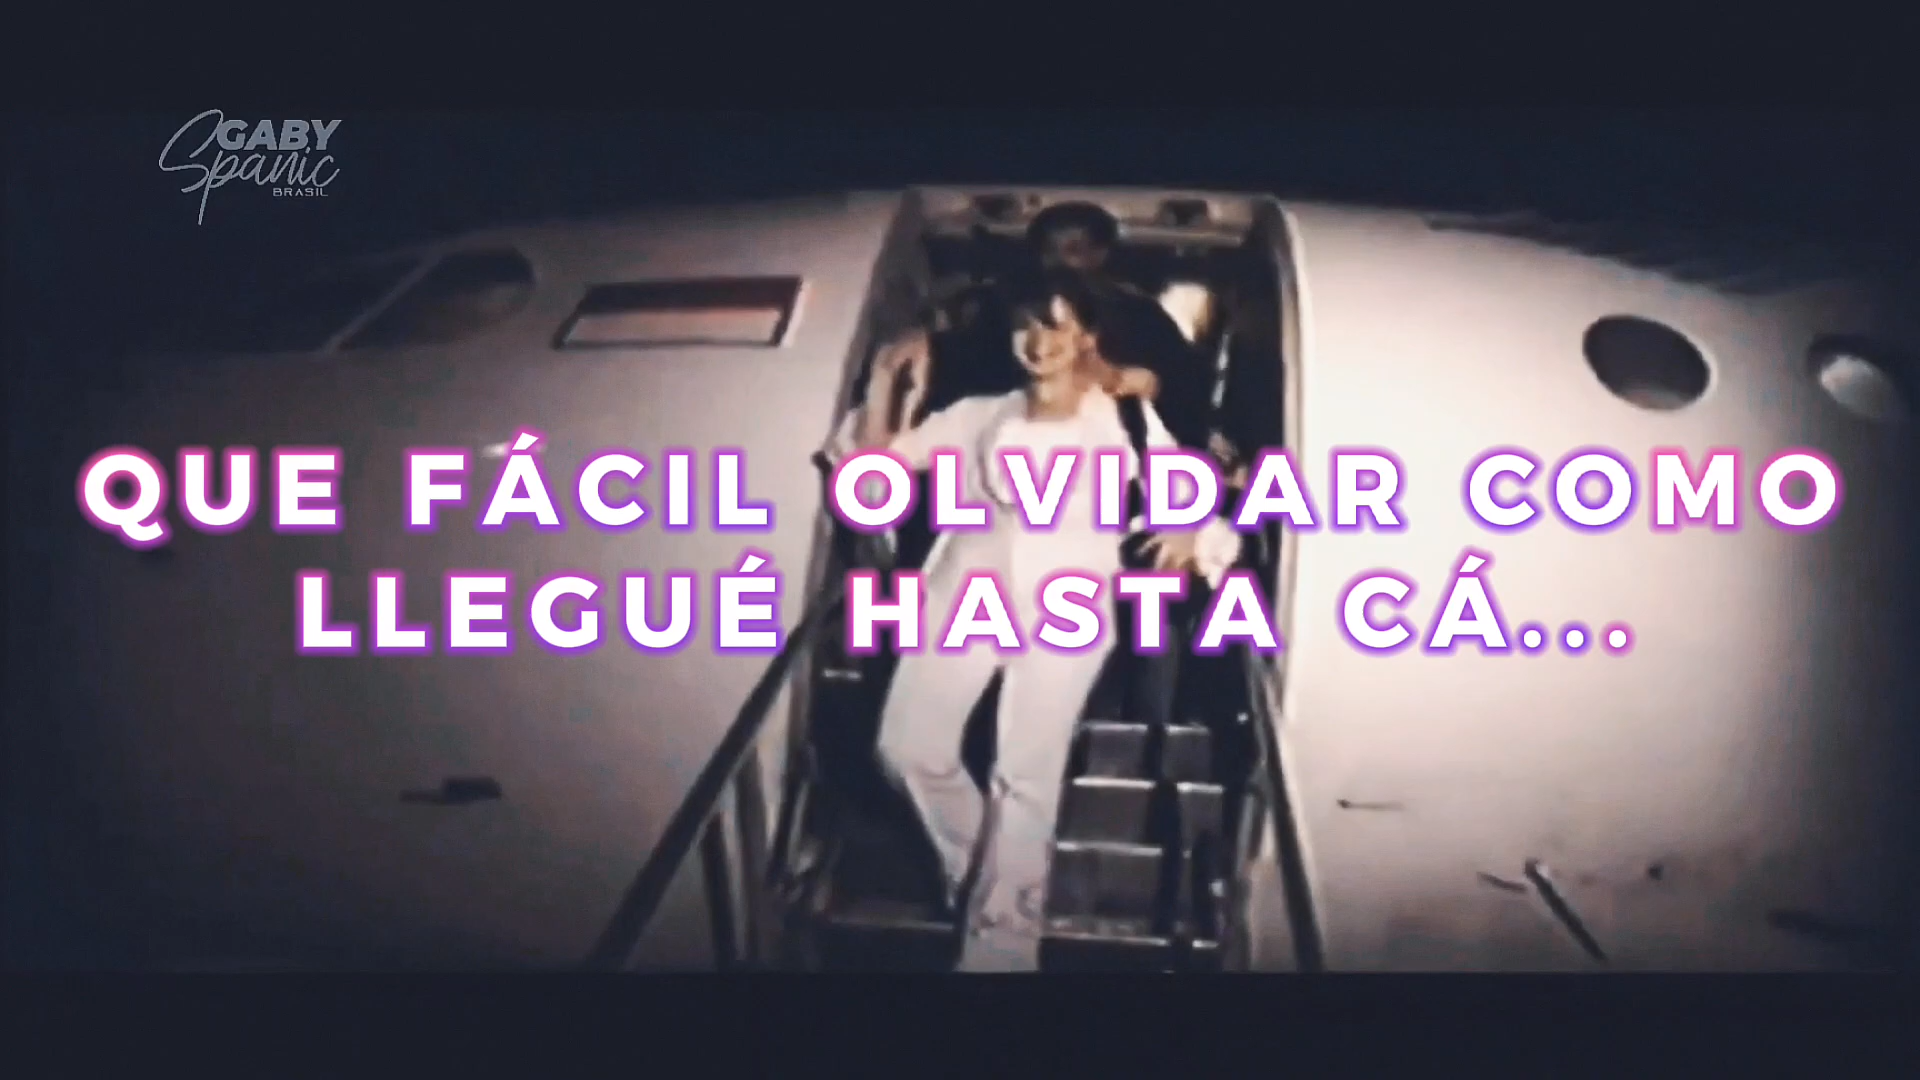 GABY
Spanic
BRASIL
QUE FÁCIL OLVIDAR COMO
LLEGUÉ HASTA CÁ...